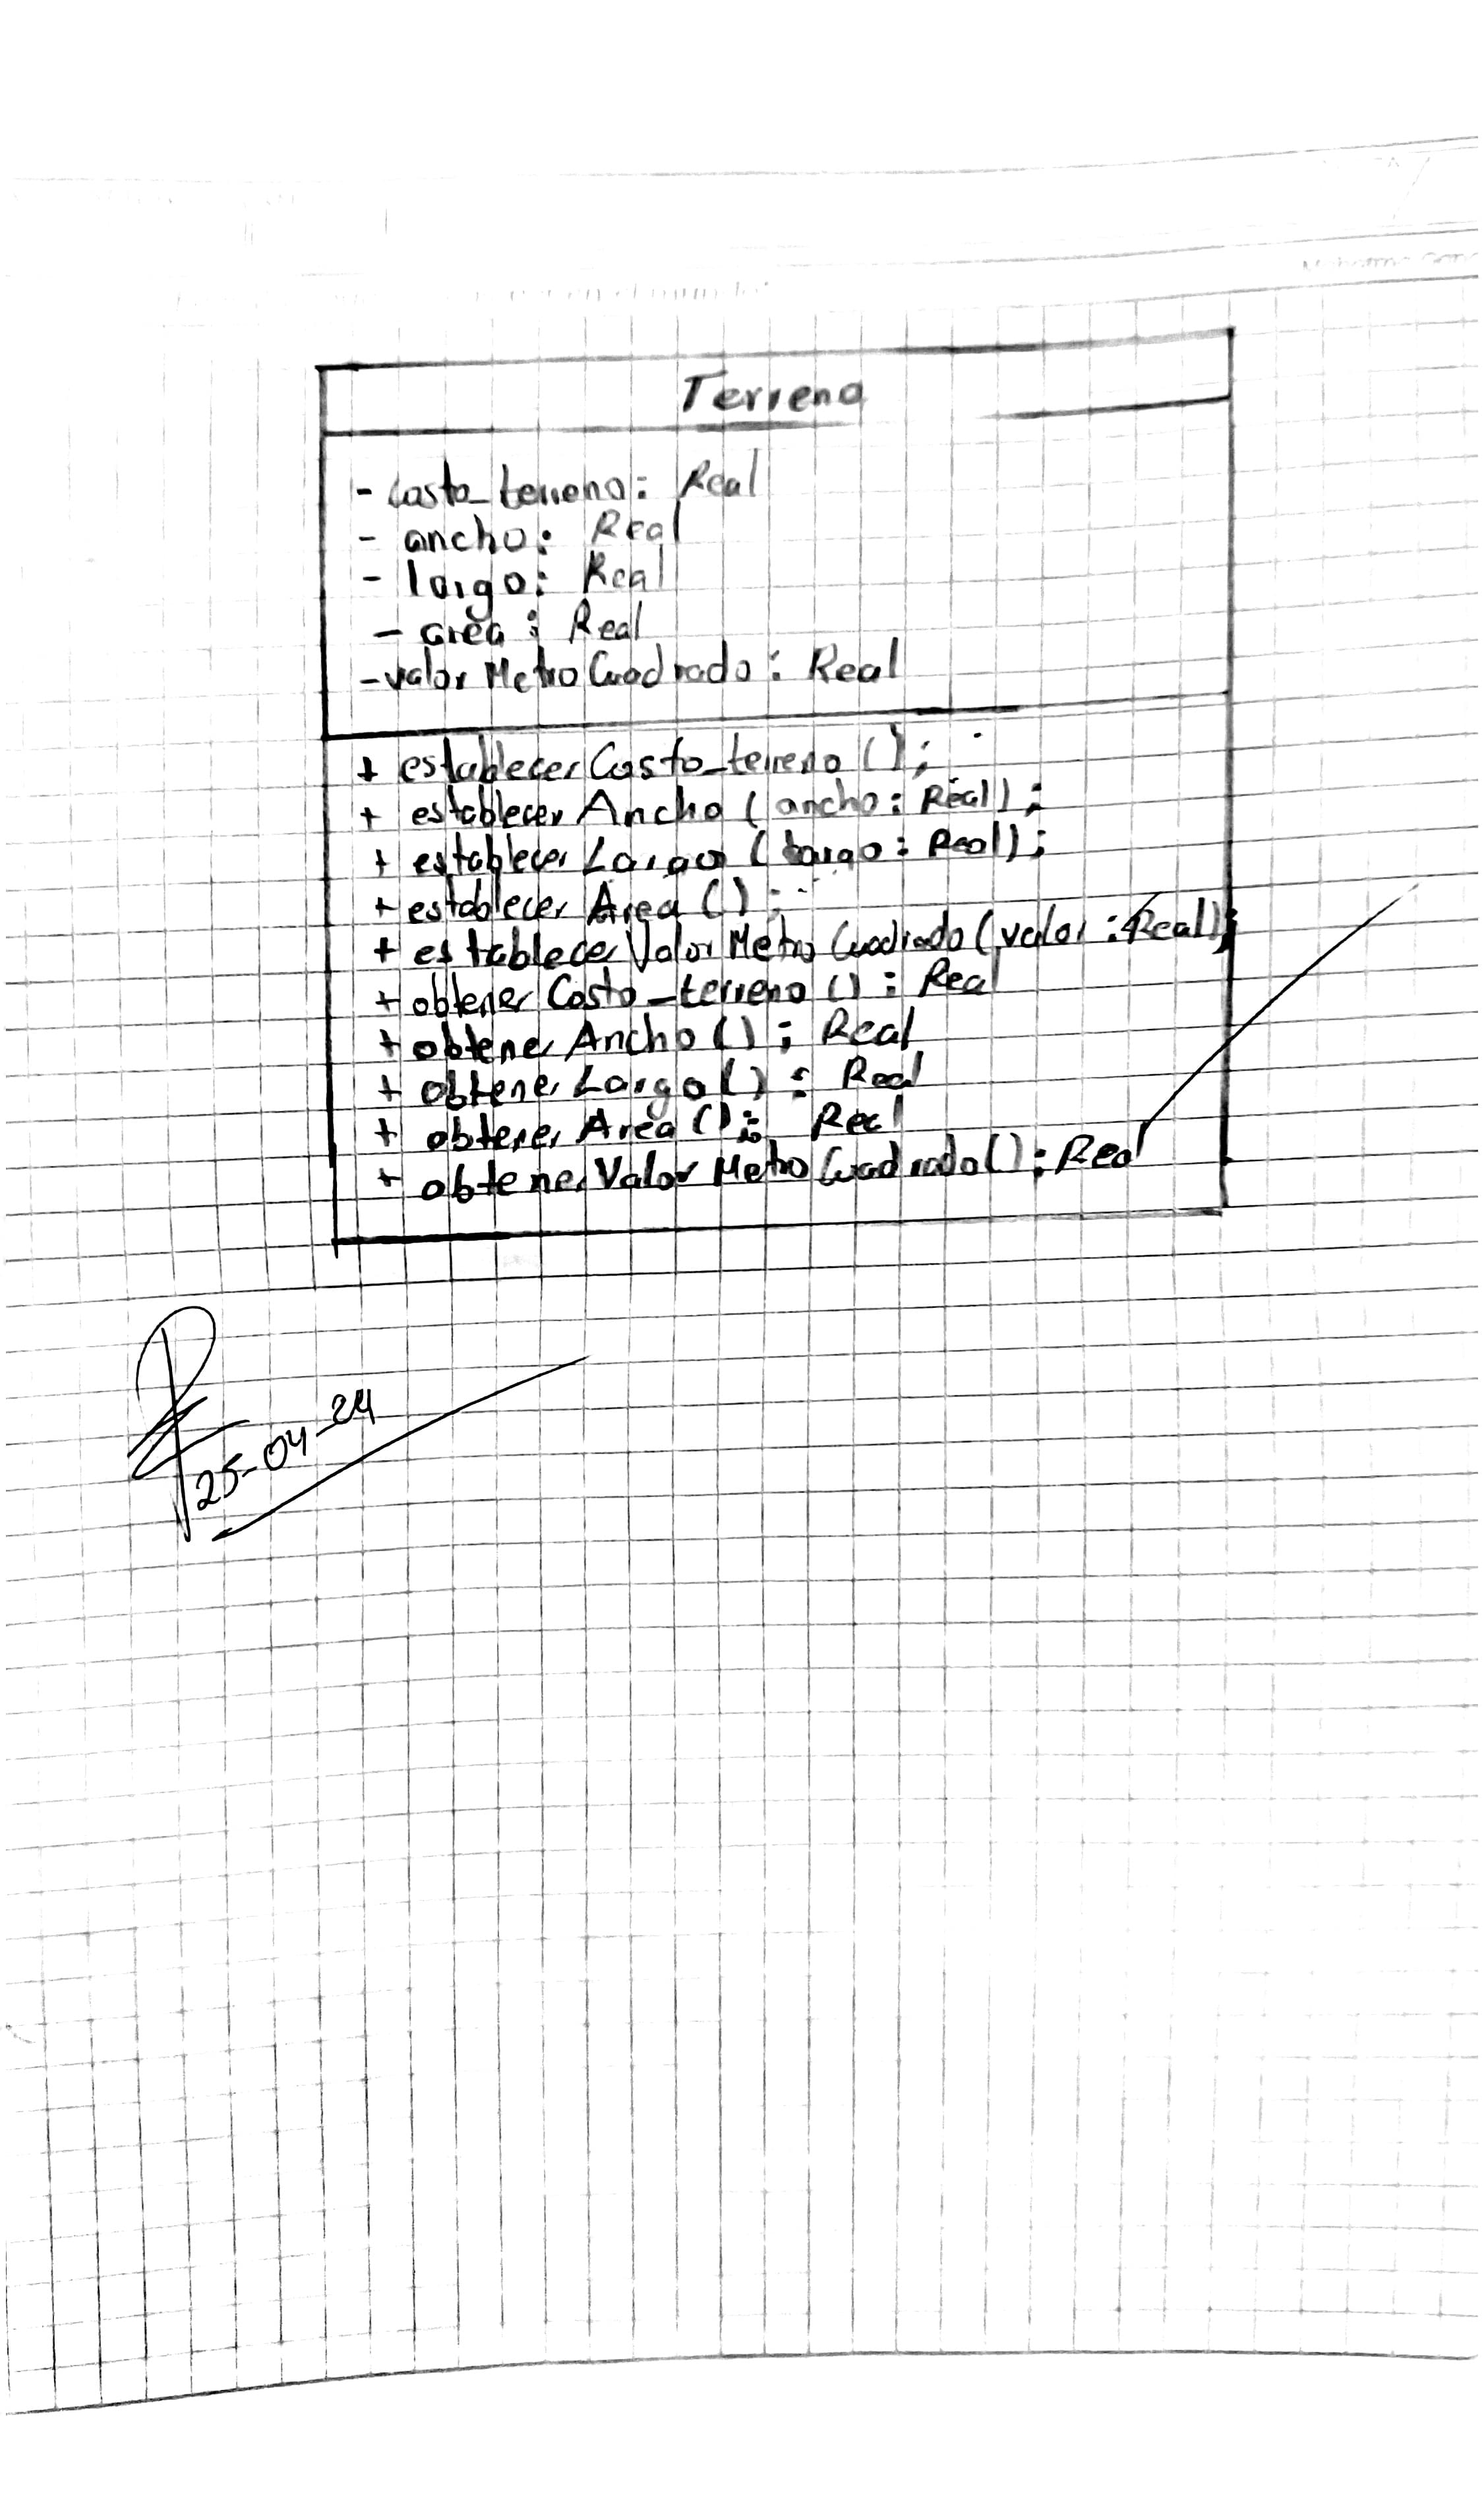 Terreno
- Costo_terreno: Real
- ancho: Real
- largo: Real
- area: Real
- valor Metro Cuadrado: Real
+ establecer Costo_terreno ();
+ establecer Ancho (ancho: Real);
+ establecer Largo (largo: Real);
+ establecer Area ();
+ establecer Valor Metro Cuadrado (valor: Real);
+ obtener Costo_terreno (): Real
+ obtener Ancho (); Real
+ obtener Largo (): Real
+ obtener Area (): Real
+ obtener Valor Metro Cuadrado (): Real
25-04-24